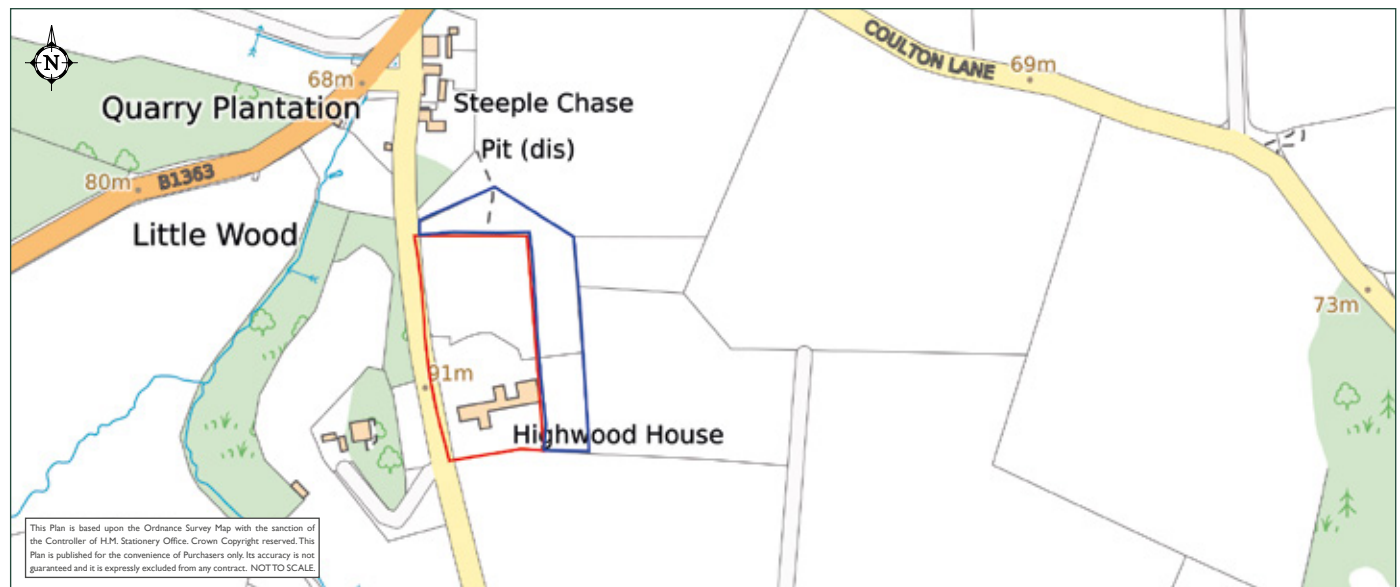 N
COULTON LANE
69m
68m
Quarry Plantation
Steeple Chase
Pit (dis)
80m
B1363
Little Wood
73m
91m
Highwood House
This Plan is based upon the Ordnance Survey Map with the sanction of
the Controller of H.M. Stationery Office. Crown Copyright reserved. This
Plan is published for the convenience of Purchasers only. Its accuracy is not
guaranteed and it is expressly excluded from any contract. NOT TO SCALE.